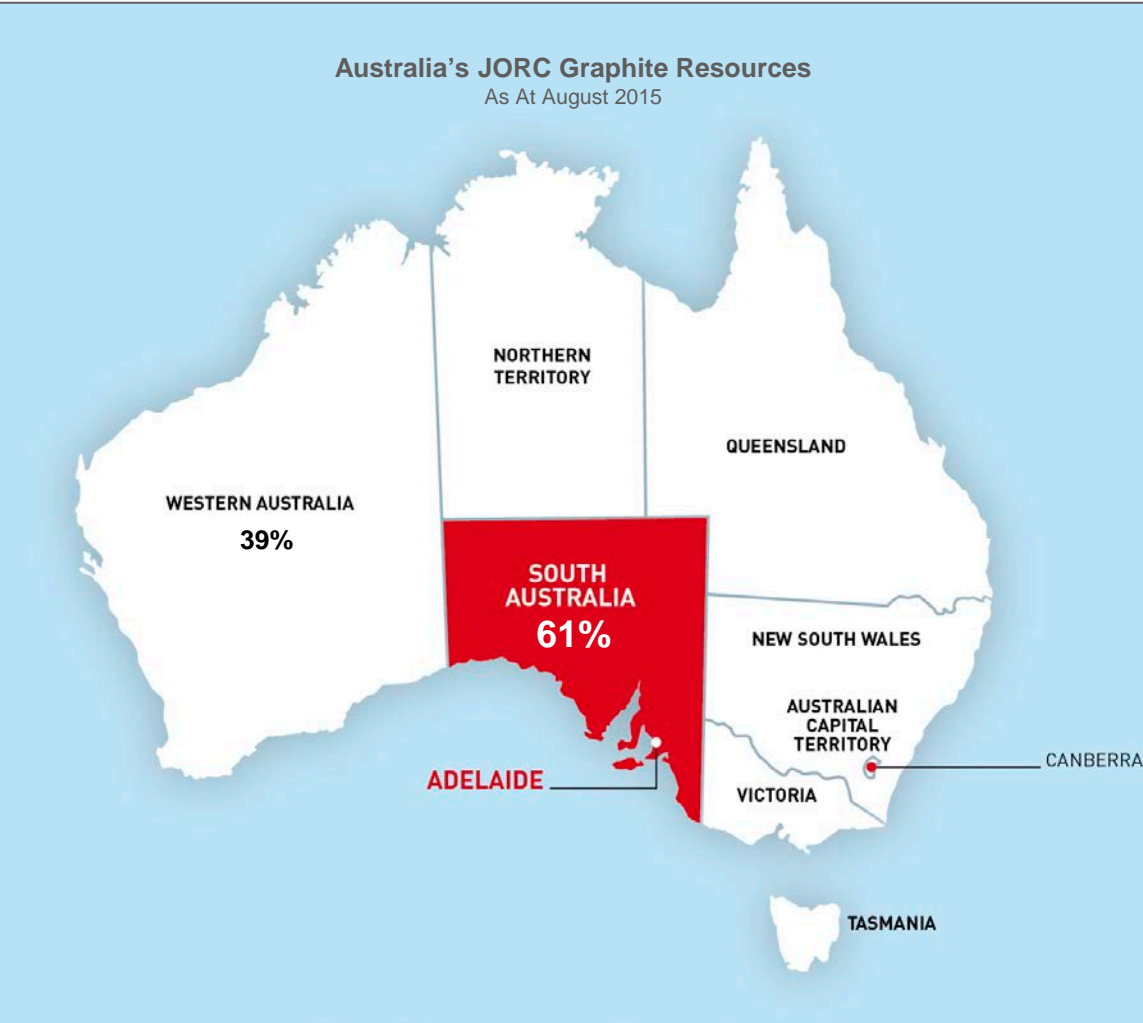 Australia's JORC Graphite Resources
As At August 2015
NORTHERN
TERRITORY
QUEENSLAND
WESTERN AUSTRALIA
39%
SOUTH
AUSTRALIA
61%
NEW SOUTH WALES
AUSTRALIAN
CAPITAL
TERRITORY
CANBERRA
ADELAIDE
VICTORIA
TASMANIA